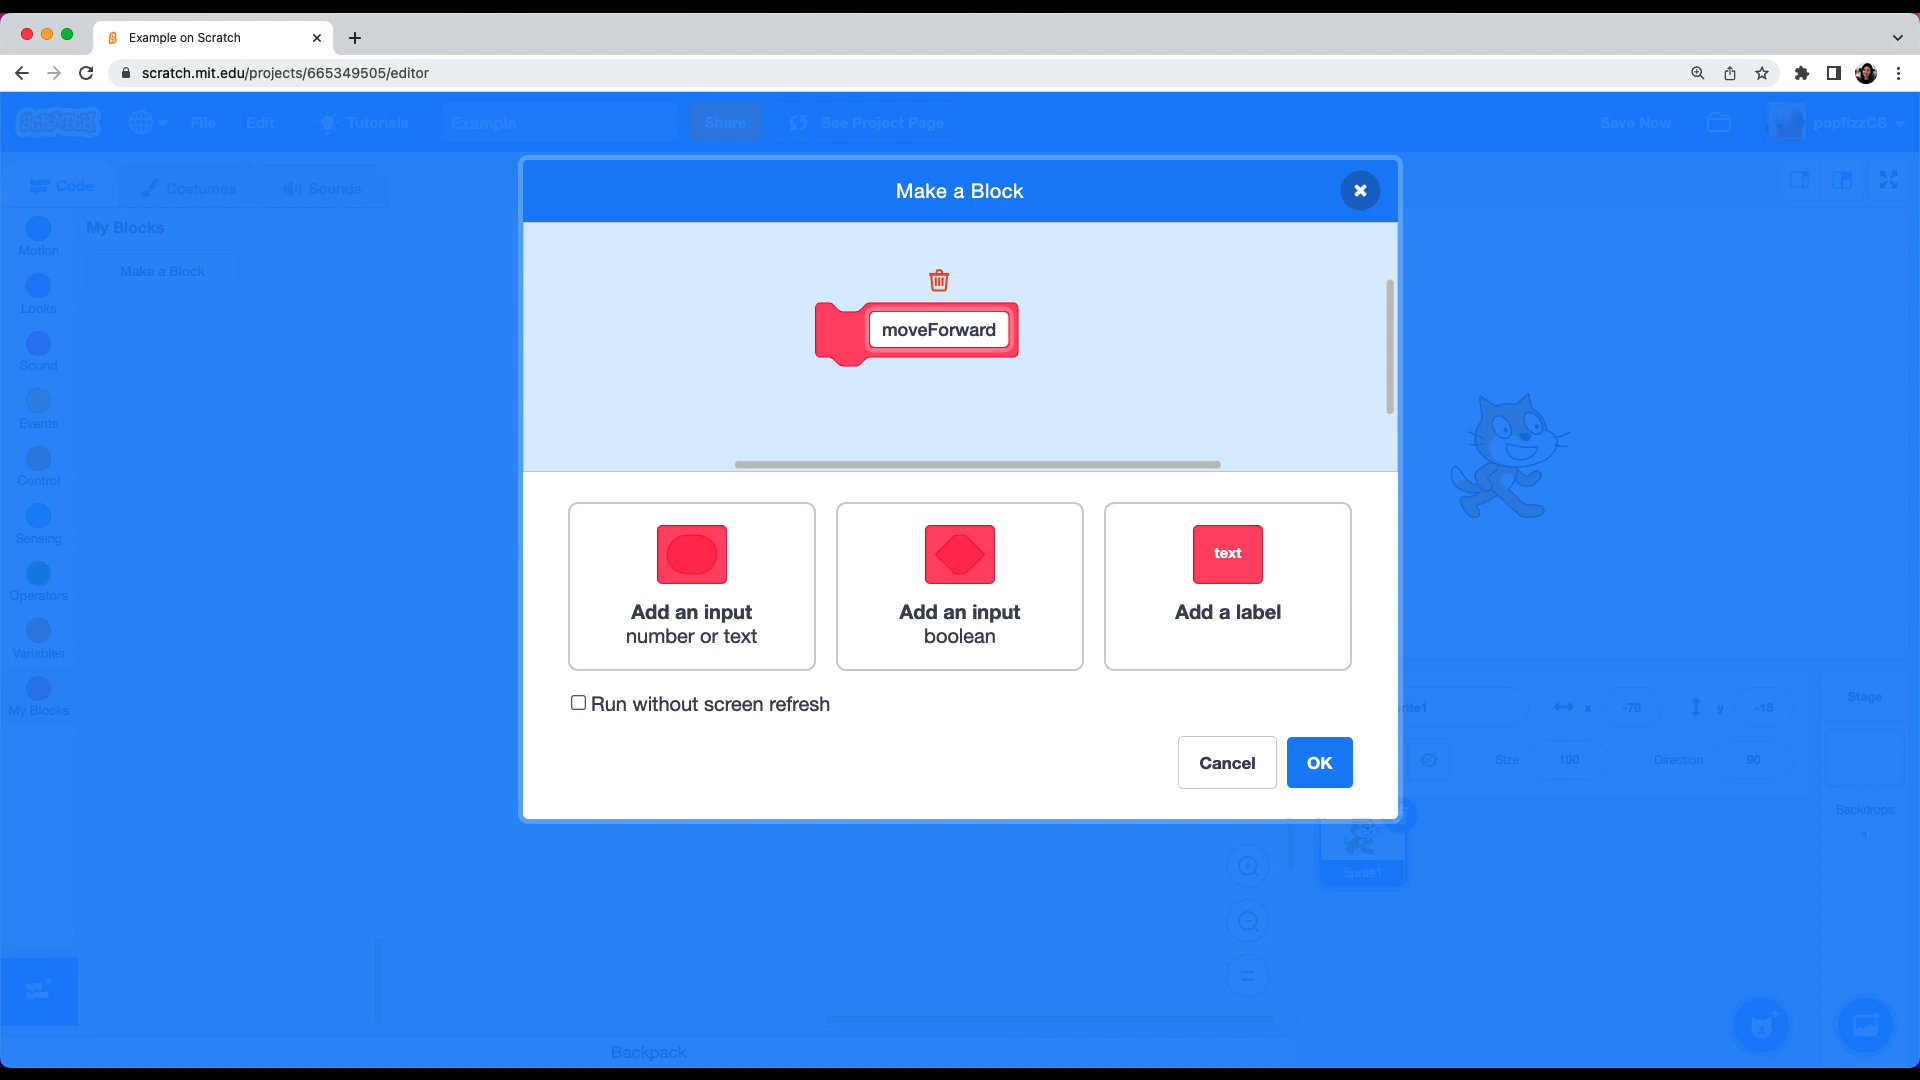 Example on Scratch
scratch.mit.edu/projects/665349505/editor
SCRATCH
File
Edit
Tutorials
Example
Share
See Project Page
Save Now
popfizzCS
Code
Costumes
Sounds
Make a Block
Motion
Looks
Sound
Events
Control
Sensing
Operators
Variables
My Blocks
My Blocks
Make a Block
moveForward
Add an input
number or text
Add an input
boolean
text
Add a label
Run without screen refresh
Cancel
OK
rite1
x
-79
y
-18
Size
100
Direction
90
Sprite1
Stage
Backdrops
1
Backpack